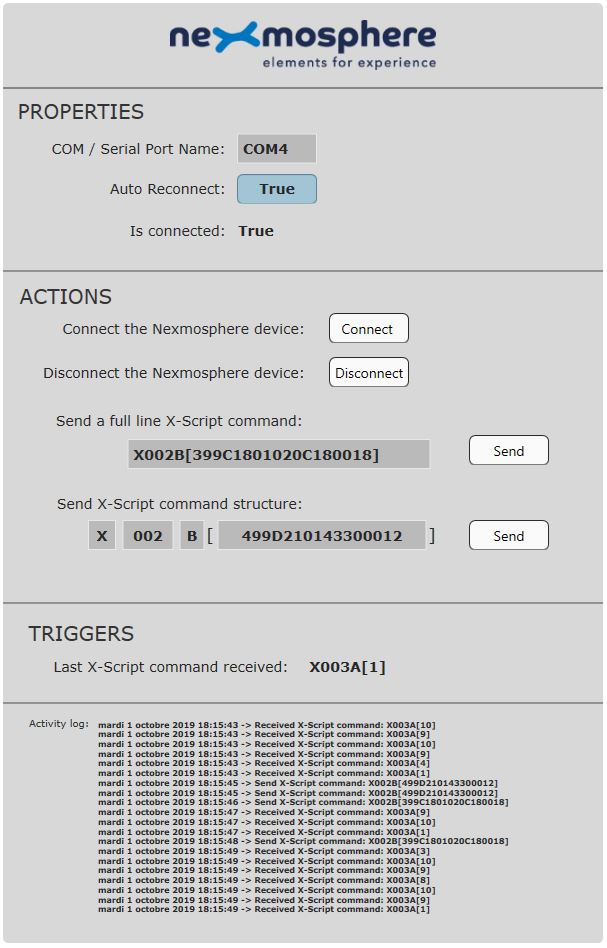 nexmosphere
elements for experience
PROPERTIES
COM / Serial Port Name: COM4
Auto Reconnect: True
Is connected: True
ACTIONS
Connect the Nexmosphere device: Connect
Disconnect the Nexmosphere device: Disconnect
Send a full line X-Script command:
X002B[399C1801020C180018] Send
Send X-Script command structure:
X 002 B [ 499D210143300012 ] Send
TRIGGERS
Last X-Script command received: X003A[1]
Activity log: mardi 1 octobre 2019 18:15:43 -> Received X-Script command: X003A[10]
mardi 1 octobre 2019 18:15:43 -> Received X-Script command: X003A[9]
mardi 1 octobre 2019 18:15:43 -> Received X-Script command: X003A[10]
mardi 1 octobre 2019 18:15:43 -> Received X-Script command: X003A[9]
mardi 1 octobre 2019 18:15:43 -> Received X-Script command: X003A[4]
mardi 1 octobre 2019 18:15:43 -> Received X-Script command: X003A[1]
mardi 1 octobre 2019 18:15:45 -> Send X-Script command: X002B[499D210143300012]
mardi 1 octobre 2019 18:15:45 -> Send X-Script command: X002B[499D210143300012]
mardi 1 octobre 2019 18:15:46 -> Send X-Script command: X002B[399C1801020C180018]
mardi 1 octobre 2019 18:15:47 -> Received X-Script command: X003A[9]
mardi 1 octobre 2019 18:15:47 -> Received X-Script command: X003A[10]
mardi 1 octobre 2019 18:15:47 -> Received X-Script command: X003A[1]
mardi 1 octobre 2019 18:15:48 -> Send X-Script command: X002B[399C1801020C180018]
mardi 1 octobre 2019 18:15:49 -> Received X-Script command: X003A[3]
mardi 1 octobre 2019 18:15:49 -> Received X-Script command: X003A[10]
mardi 1 octobre 2019 18:15:49 -> Received X-Script command: X003A[9]
mardi 1 octobre 2019 18:15:49 -> Received X-Script command: X003A[8]
mardi 1 octobre 2019 18:15:49 -> Received X-Script command: X003A[10]
mardi 1 octobre 2019 18:15:49 -> Received X-Script command: X003A[9]
mardi 1 octobre 2019 18:15:49 -> Received X-Script command: X003A[1]